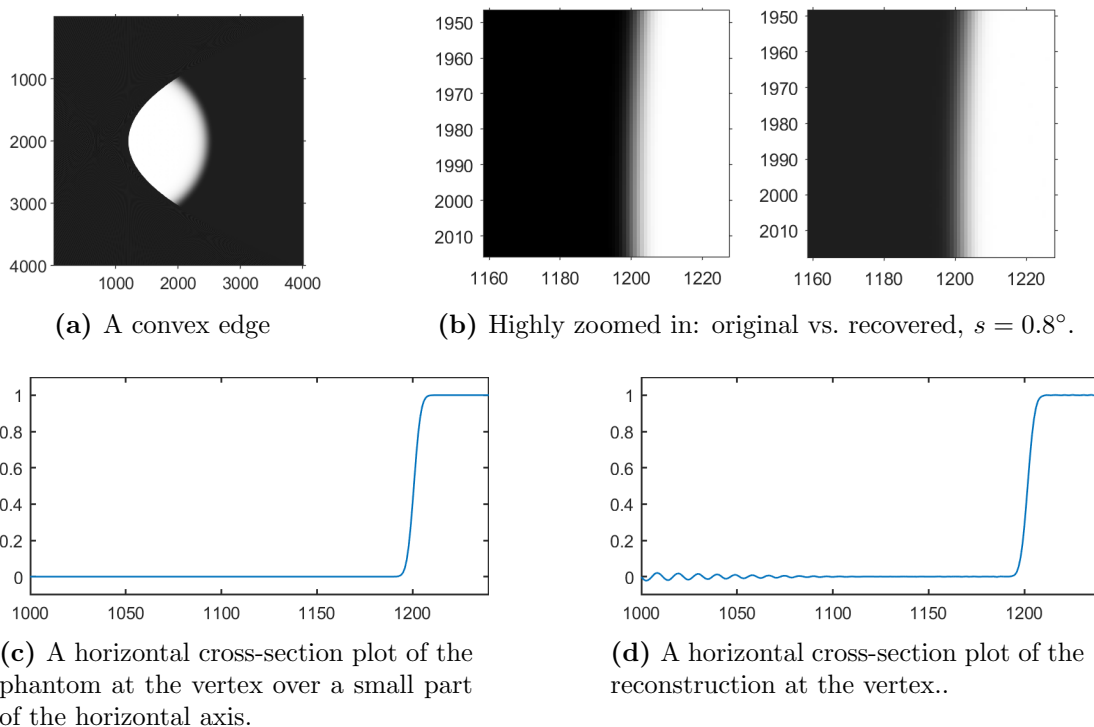 1000
2000
3000
4000
1000 2000 3000 4000
(a) A convex edge
1950
1960
1970
1980
1990
2000
2010
1160 1180 1200 1220
1950
1960
1970
1980
1990
2000
2010
1160 1180 1200 1220
(b) Highly zoomed in: original vs. recovered, s = 0.8°.
1
0.8
0.6
0.4
0.2
0
1000 1050 1100 1150 1200
(c) A horizontal cross-section plot of the
phantom at the vertex over a small part
of the horizontal axis.
1
0.8
0.6
0.4
0.2
0
1000 1050 1100 1150 1200
(d) A horizontal cross-section plot of the
reconstruction at the vertex..